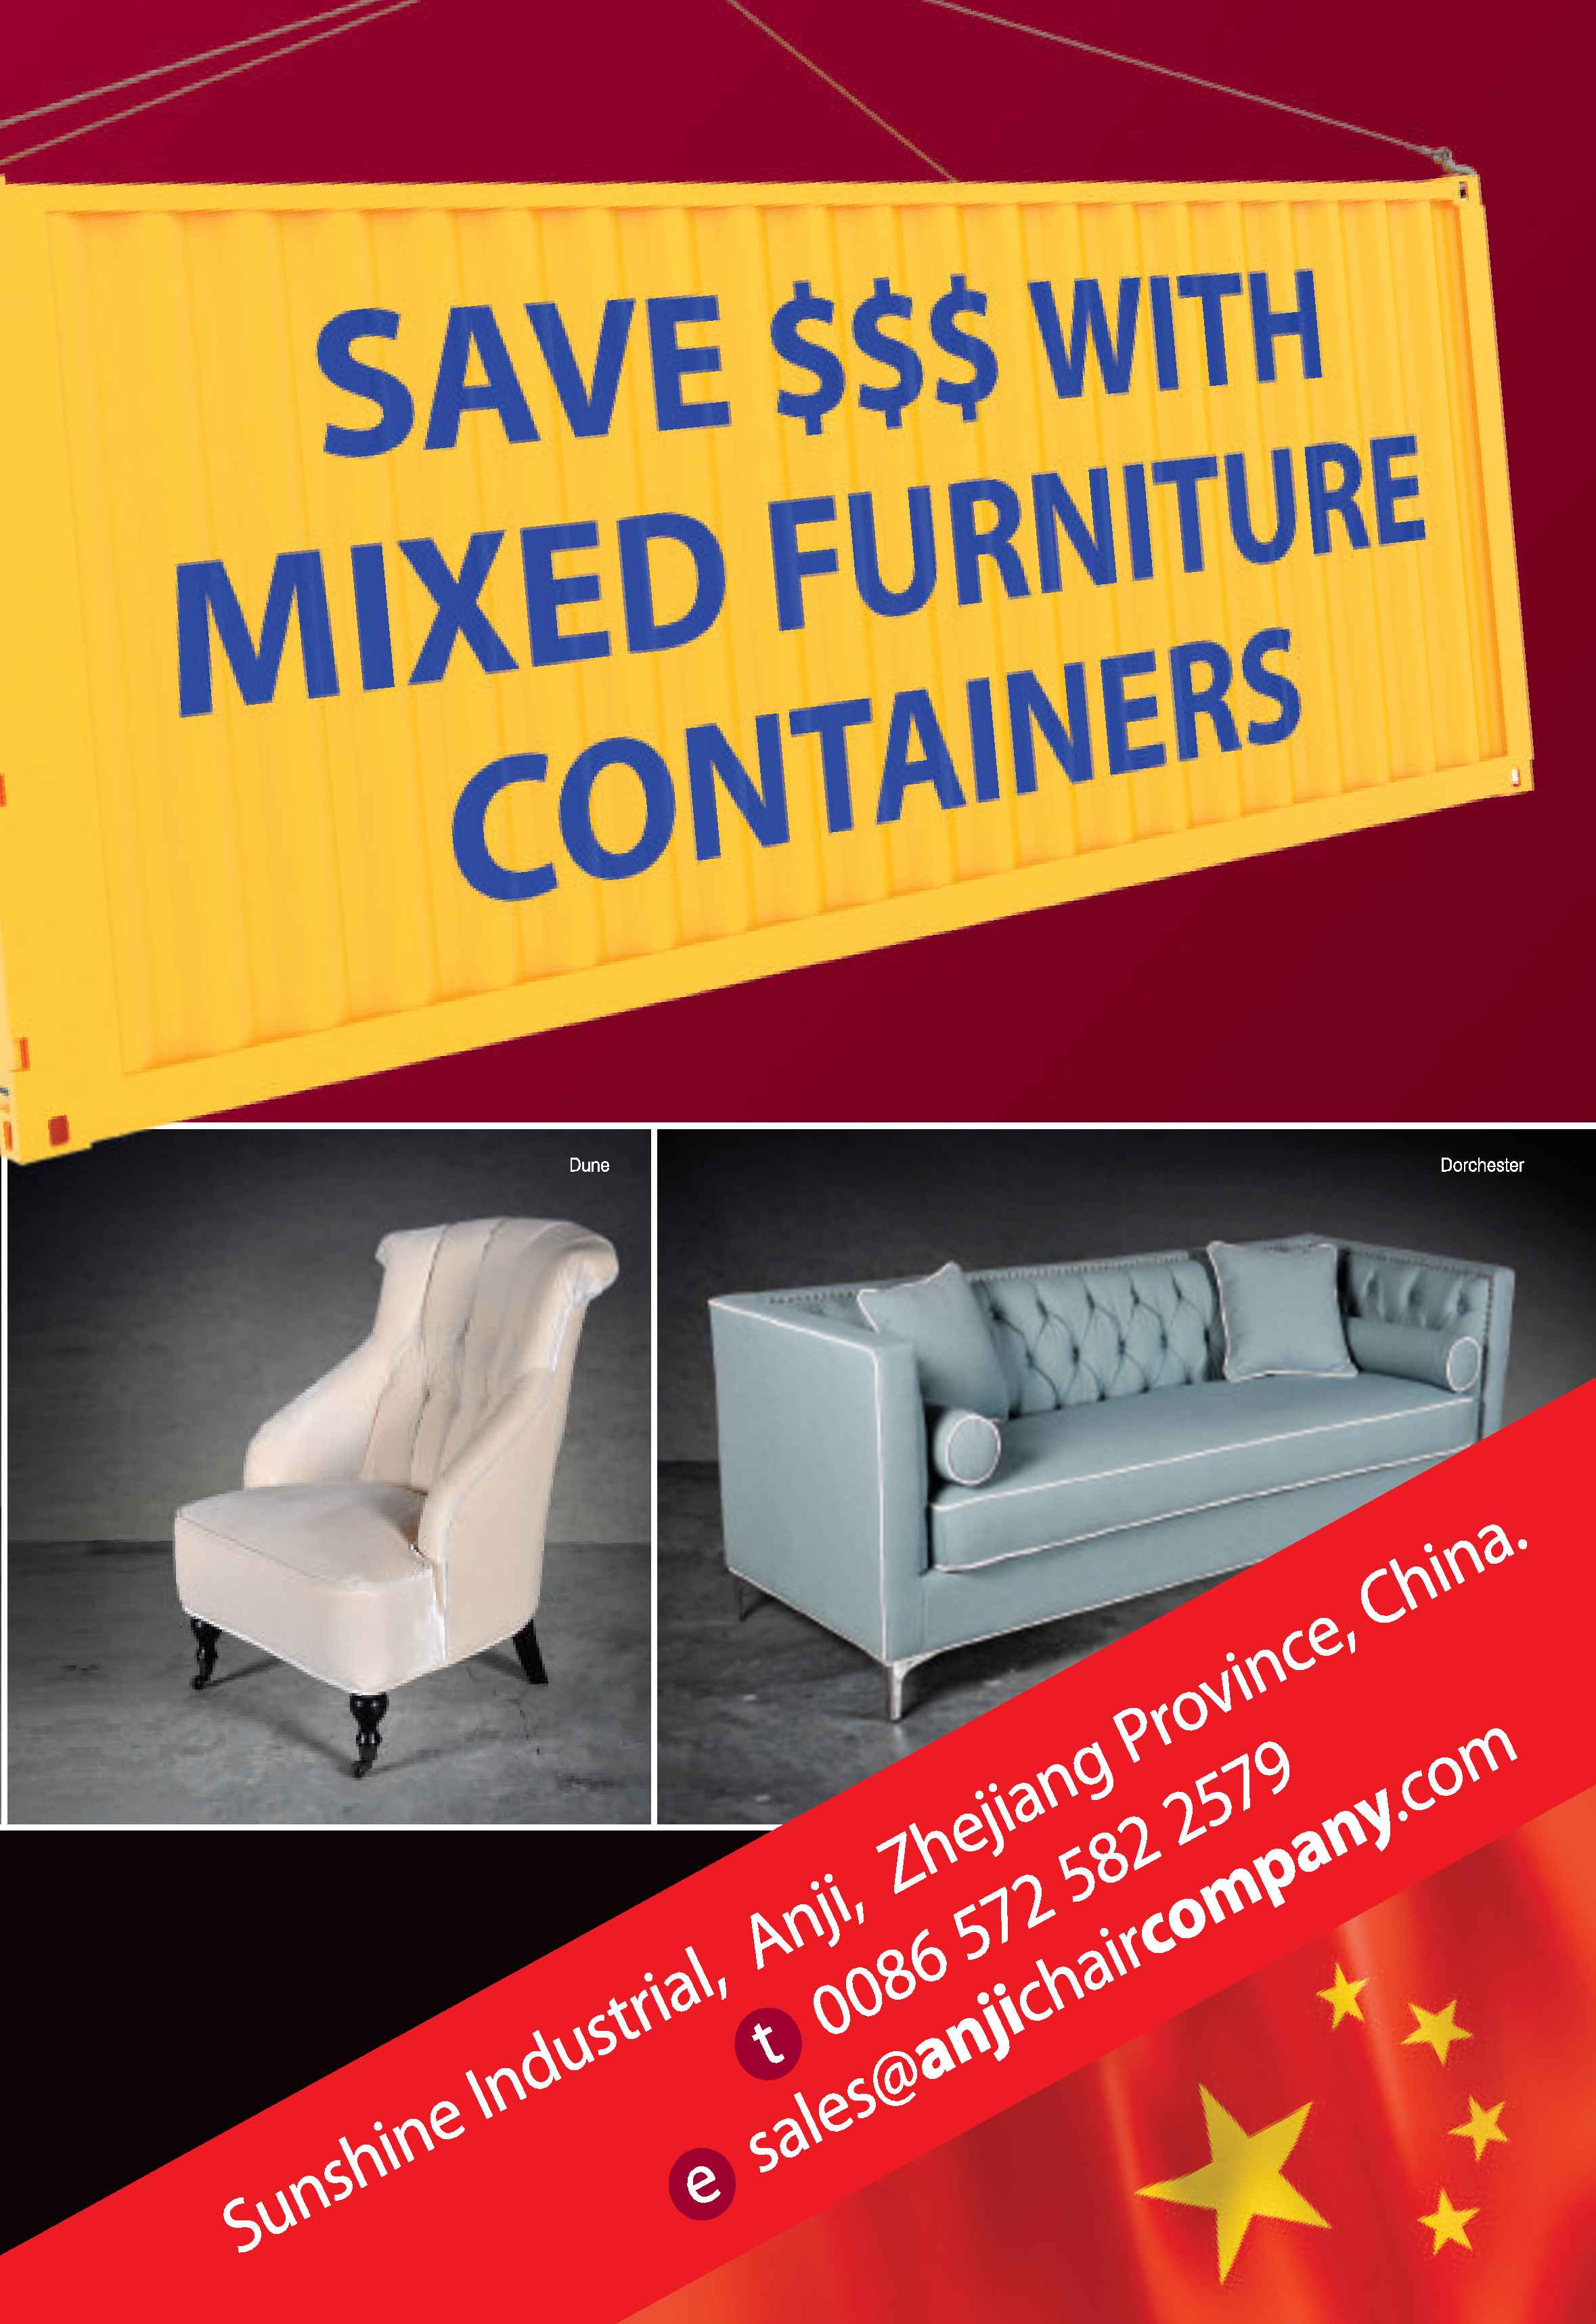 SAVE $$$ WITH
MIXED FURNITURE
CONTAINERS
Dune
Dorchester
Sunshine Industrial, Anji, Zhejiang Province, China.
t 0086 572 582 2579
e sales@anjichaircompany.com